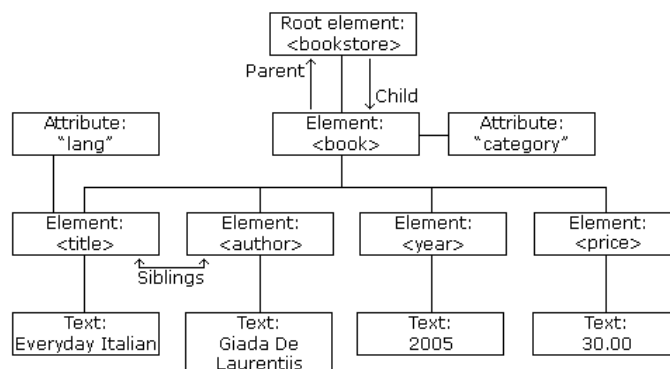 Root element:
<bookstore>
Parent
Child
Attribute:
"lang"
Element:
<book>
Attribute:
"category"
Element:
<title>
Element:
<author>
Element:
<year>
Element:
<price>
Siblings
Text:
Everyday Italian
Text:
Giada De
Laurentiis
Text:
2005
Text:
30.00